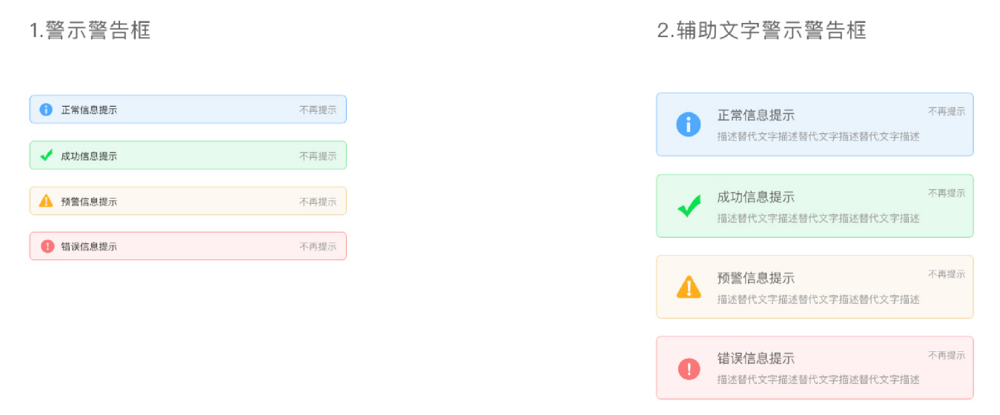 1.警示警告框
正常信息提示 不再提示
成功信息提示 不再提示
预警信息提示 不再提示
错误信息提示 不再提示
2.辅助文字警示警告框
正常信息提示 不再提示
描述替代文字描述替代文字描述替代文字描述
成功信息提示 不再提示
描述替代文字描述替代文字描述替代文字描述
预警信息提示 不再提示
描述替代文字描述替代文字描述替代文字描述
错误信息提示 不再提示
描述替代文字描述替代文字描述替代文字描述